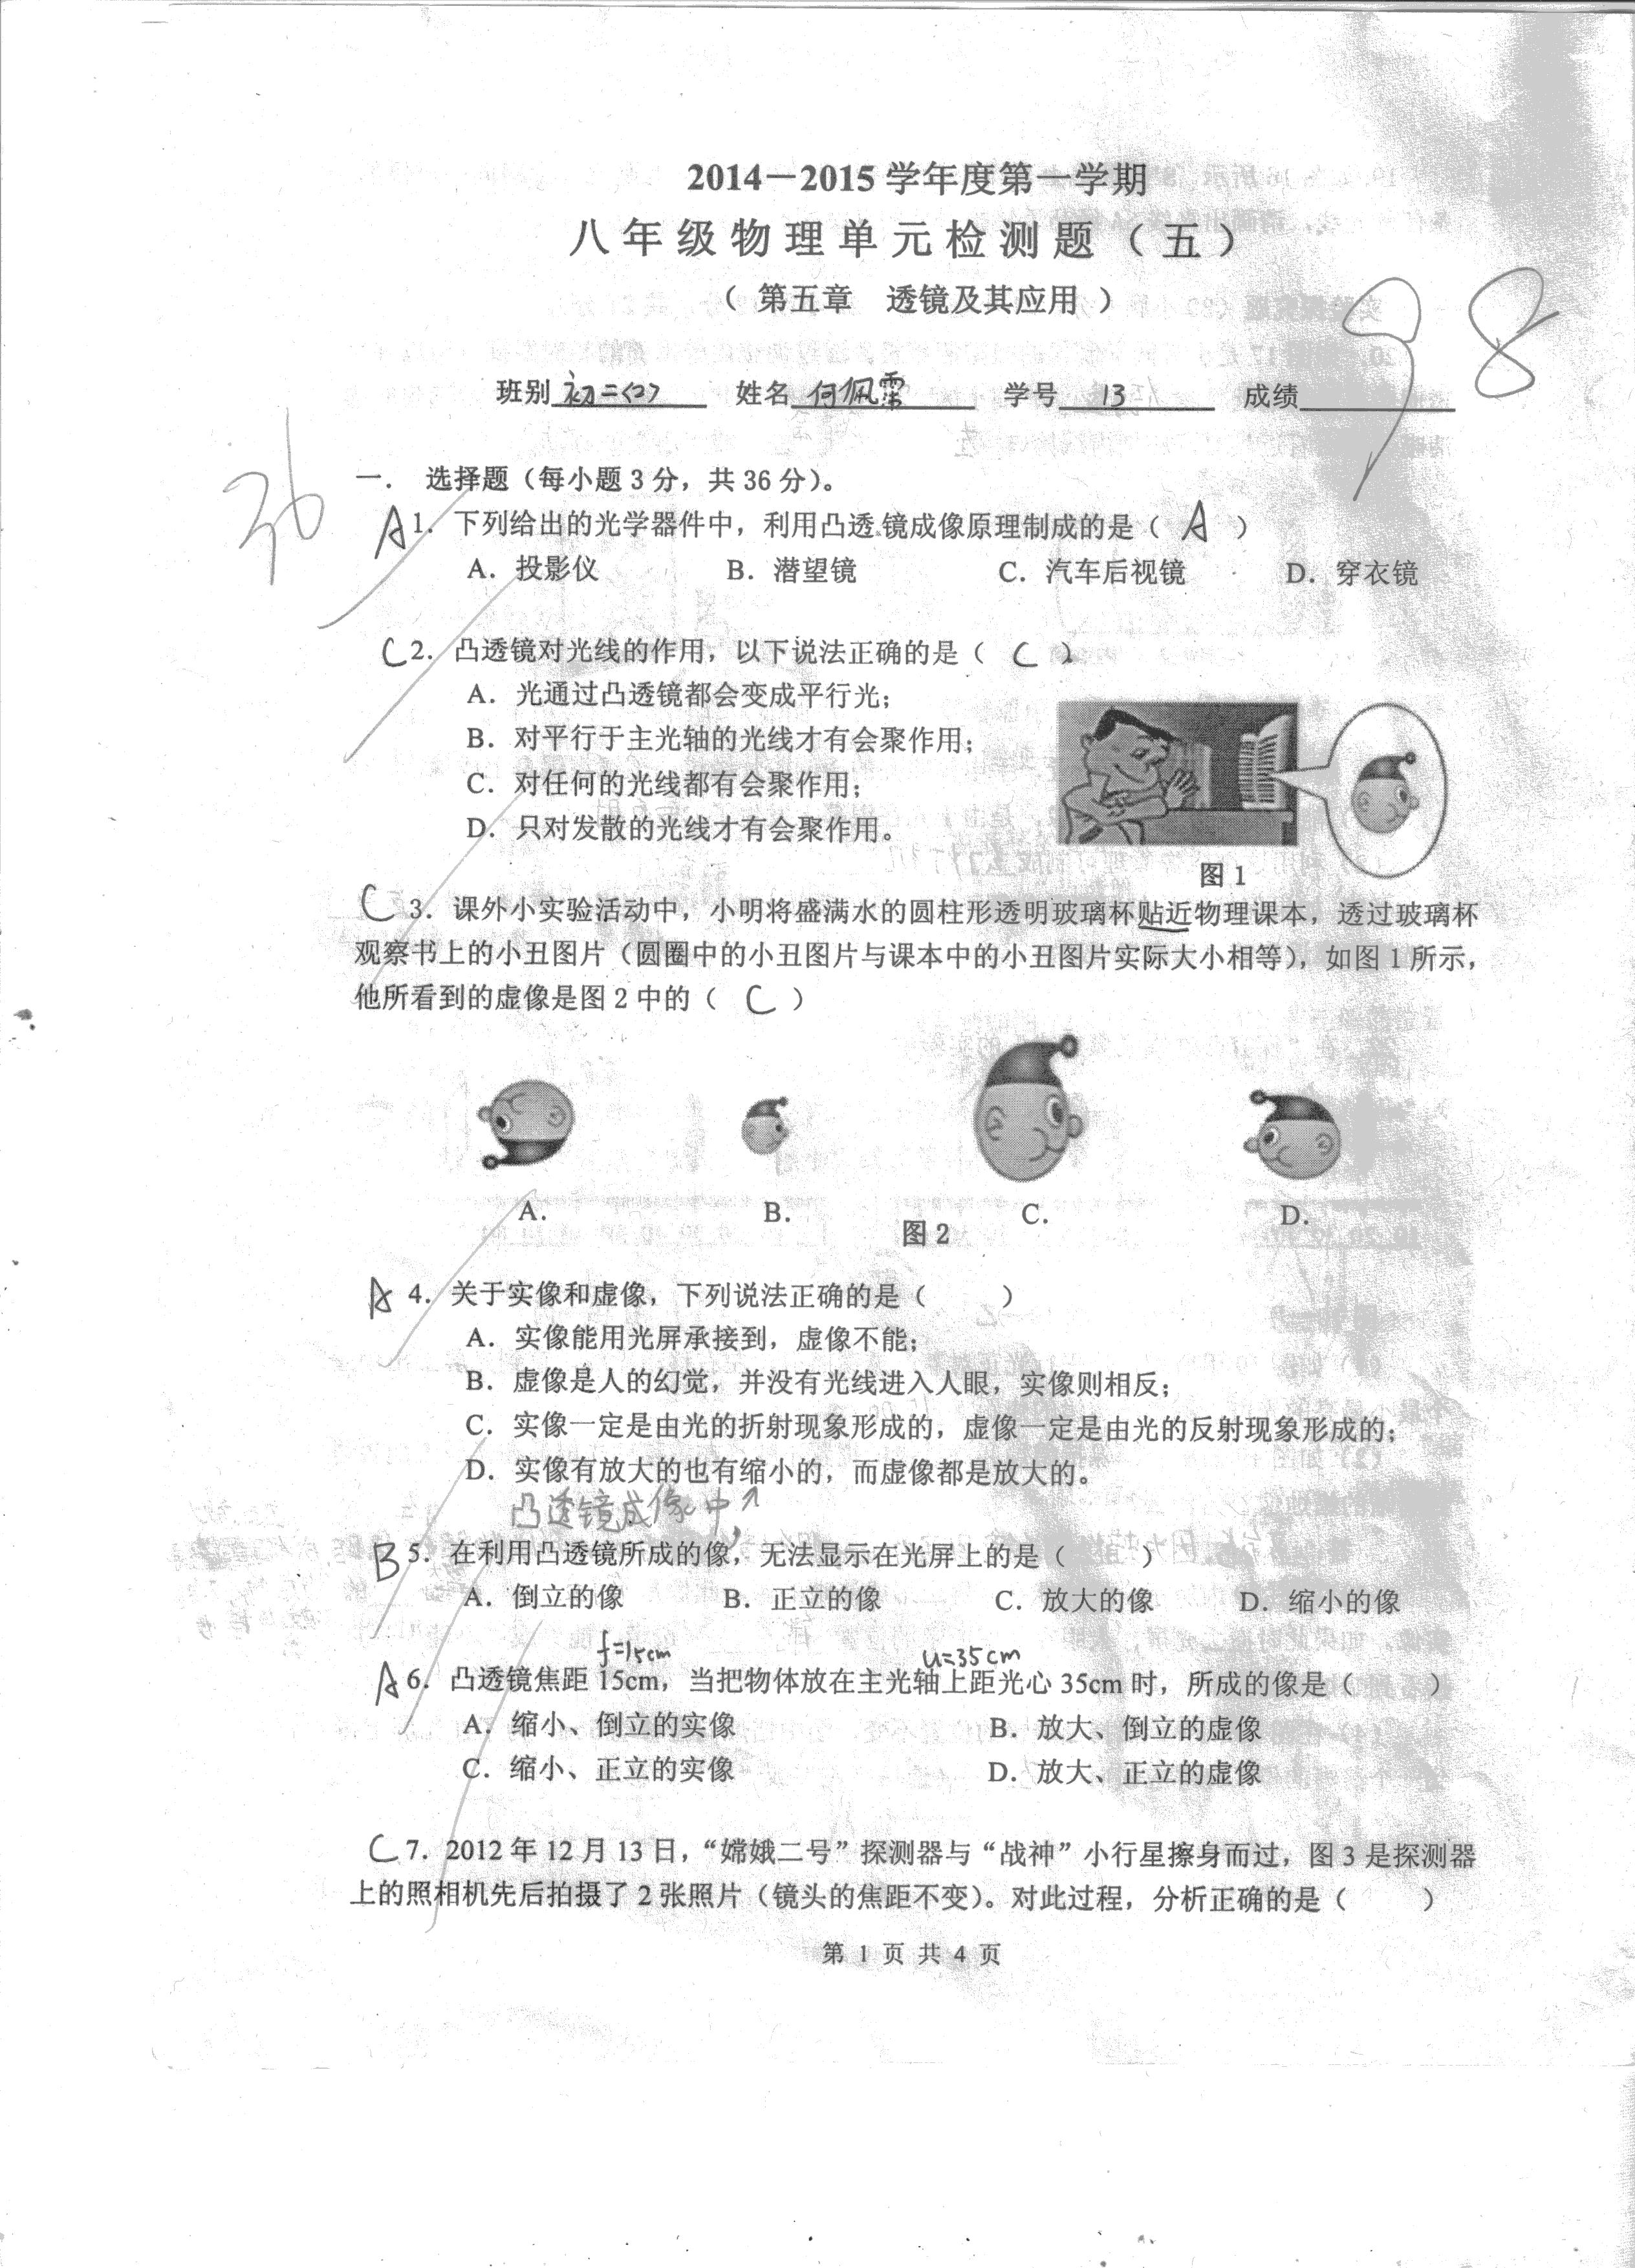 2014－2015 学年度第一学期
八年级物理单元检测题（五）
（ 第五章　透镜及其应用 ）
98
班别 初二<2>　姓名 何佩霈　学号 13　成绩
36
一． 选择题（每小题 3 分，共 36 分）。
A 1．下列给出的光学器件中，利用凸透镜成像原理制成的是（ A ）
A．投影仪　B．潜望镜　C．汽车后视镜　D．穿衣镜
C 2．凸透镜对光线的作用，以下说法正确的是（ C ）
A．光通过凸透镜都会变成平行光；
B．对平行于主光轴的光线才有会聚作用；
C．对任何的光线都有会聚作用；
D．只对发散的光线才有会聚作用。
图 1
C 3．课外小实验活动中，小明将盛满水的圆柱形透明玻璃杯贴近物理课本，透过玻璃杯
观察书上的小丑图片（圆圈中的小丑图片与课本中的小丑图片实际大小相等），如图 1 所示，
他所看到的虚像是图 2 中的（ C ）
A.　B.　C.　D.
图 2
A 4．关于实像和虚像，下列说法正确的是（　　）
A．实像能用光屏承接到，虚像不能；
B．虚像是人的幻觉，并没有光线进入人眼，实像则相反；
C．实像一定是由光的折射现象形成的，虚像一定是由光的反射现象形成的；
D．实像有放大的也有缩小的，而虚像都是放大的。
凸透镜成像中↗
B 5．在利用凸透镜所成的像，无法显示在光屏上的是（　　）
A．倒立的像　B．正立的像　C．放大的像　D．缩小的像
f=15cm　u=35cm
A 6．凸透镜焦距 15cm，当把物体放在主光轴上距光心 35cm 时，所成的像是（　　）
A．缩小、倒立的实像　B．放大、倒立的虚像
C．缩小、正立的实像　D．放大、正立的虚像
C 7．2012 年 12 月 13 日，“嫦娥二号”探测器与“战神”小行星擦身而过，图 3 是探测器
上的照相机先后拍摄了 2 张照片（镜头的焦距不变）。对此过程，分析正确的是（　　）
第 1 页 共 4 页